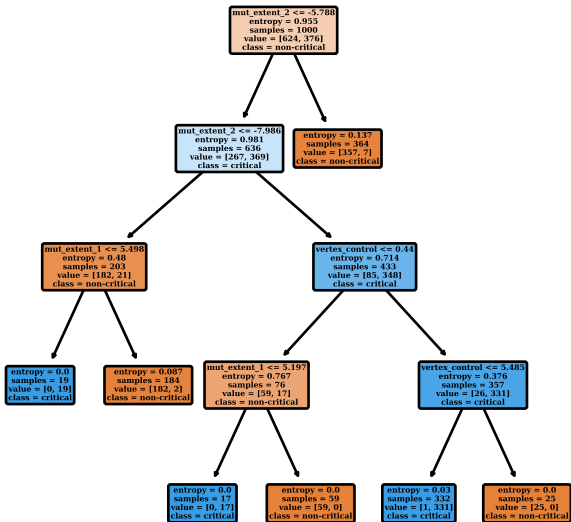 mut_extent_2 <= -5.788
entropy = 0.955
samples = 1000
value = [624, 376]
class = non-critical
mut_extent_2 <= -7.986
entropy = 0.981
samples = 636
value = [267, 369]
class = critical
entropy = 0.137
samples = 364
value = [357, 7]
class = non-critical
mut_extent_1 <= 5.498
entropy = 0.48
samples = 203
value = [182, 21]
class = non-critical
vertex_control <= 0.44
entropy = 0.714
samples = 433
value = [85, 348]
class = critical
entropy = 0.0
samples = 19
value = [0, 19]
class = critical
entropy = 0.087
samples = 184
value = [182, 2]
class = non-critical
mut_extent_1 <= 5.197
entropy = 0.767
samples = 76
value = [59, 17]
class = non-critical
vertex_control <= 5.485
entropy = 0.376
samples = 357
value = [26, 331]
class = critical
entropy = 0.0
samples = 17
value = [0, 17]
class = critical
entropy = 0.0
samples = 59
value = [59, 0]
class = non-critical
entropy = 0.03
samples = 332
value = [1, 331]
class = critical
entropy = 0.0
samples = 25
value = [25, 0]
class = non-critical